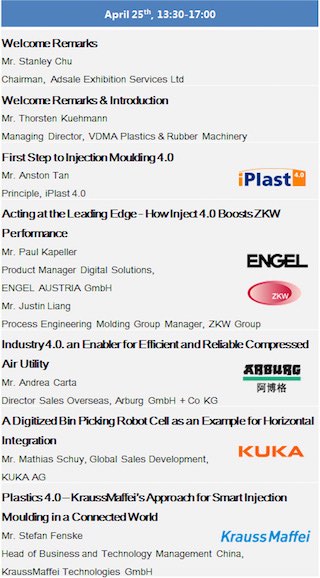 April 25th, 13:30-17:00
Welcome Remarks
Mr. Stanley Chu
Chairman, Adsale Exhibition Services Ltd
Welcome Remarks & Introduction
Mr. Thorsten Kuehmann
Managing Director, VDMA Plastics & Rubber Machinery
First Step to Injection Moulding 4.0
Mr. Anston Tan
Principle, iPlast 4.0
iPlast 4.0
Acting at the Leading Edge - How Inject 4.0 Boosts ZKW
Performance
Mr. Paul Kapeller
Product Manager Digital Solutions,
ENGEL AUSTRIA GmbH
Mr. Justin Liang
Process Engineering Molding Group Manager, ZKW Group
ENGEL
ZKW
Industry 4.0. an Enabler for Efficient and Reliable Compressed
Air Utility
Mr. Andrea Carta
Director Sales Overseas, Arburg GmbH + Co KG
ARBURG
阿博格
A Digitized Bin Picking Robot Cell as an Example for Horizontal
Integration
Mr. Mathias Schuy, Global Sales Development,
KUKA AG
KUKA
Plastics 4.0 – KraussMaffei's Approach for Smart Injection
Moulding in a Connected World
Mr. Stefan Fenske
Head of Business and Technology Management China,
KraussMaffei Technologies GmbH
KraussMaffei